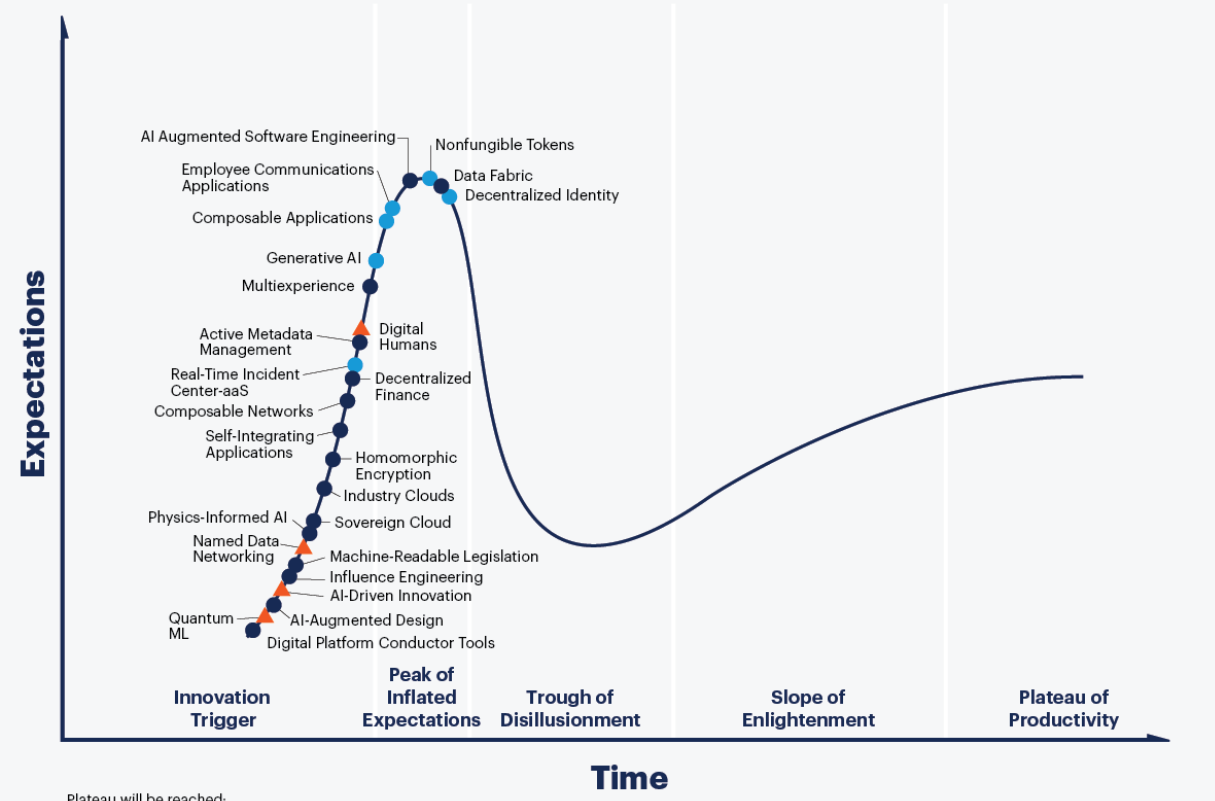 AI Augmented Software Engineering
Nonfungible Tokens
Employee Communications
Applications
Data Fabric
Decentralized Identity
Composable Applications
Generative AI
Multiexperience
Active Metadata
Management
Digital
Humans
Real-Time Incident
Center-aaS
Decentralized
Finance
Composable Networks
Self-Integrating
Applications
Homomorphic
Encryption
Industry Clouds
Physics-Informed AI
Sovereign Cloud
Named Data
Networking
Machine-Readable Legislation
Influence Engineering
AI-Driven Innovation
Quantum
ML
AI-Augmented Design
Digital Platform Conductor Tools
Expectations
Innovation
Trigger
Peak of
Inflated
Expectations
Trough of
Disillusionment
Slope of
Enlightenment
Plateau of
Productivity
Time
Plateau will be reached: